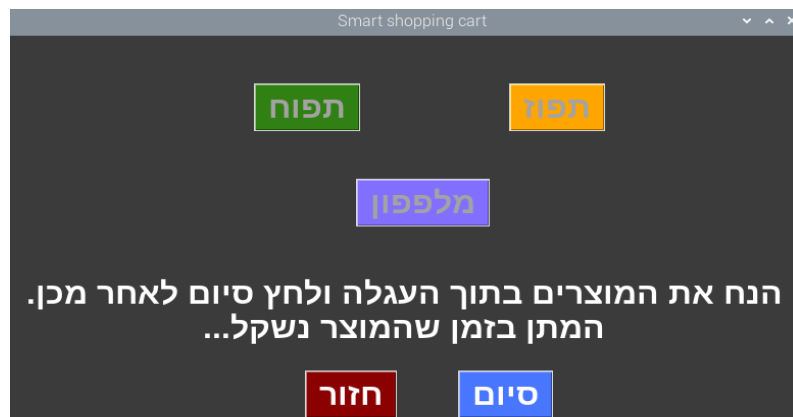 Smart shopping cart
תפוז
תפוח
מלפפון
הנח את המוצרים בתוך העגלה ולחץ סיום לאחר מכן.
המתן בזמן שהמוצר נשקל...
סיום
חזור